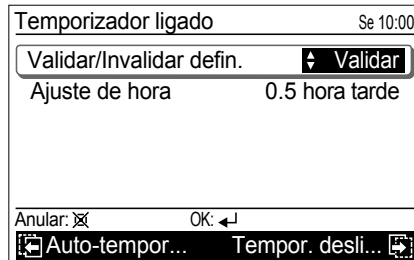 Temporizador ligado Se 10:00
Validar/Invalidar defin. Validar
Ajuste de hora 0.5 hora tarde
Anular: OK:
Auto-tempor... Tempor. desli...